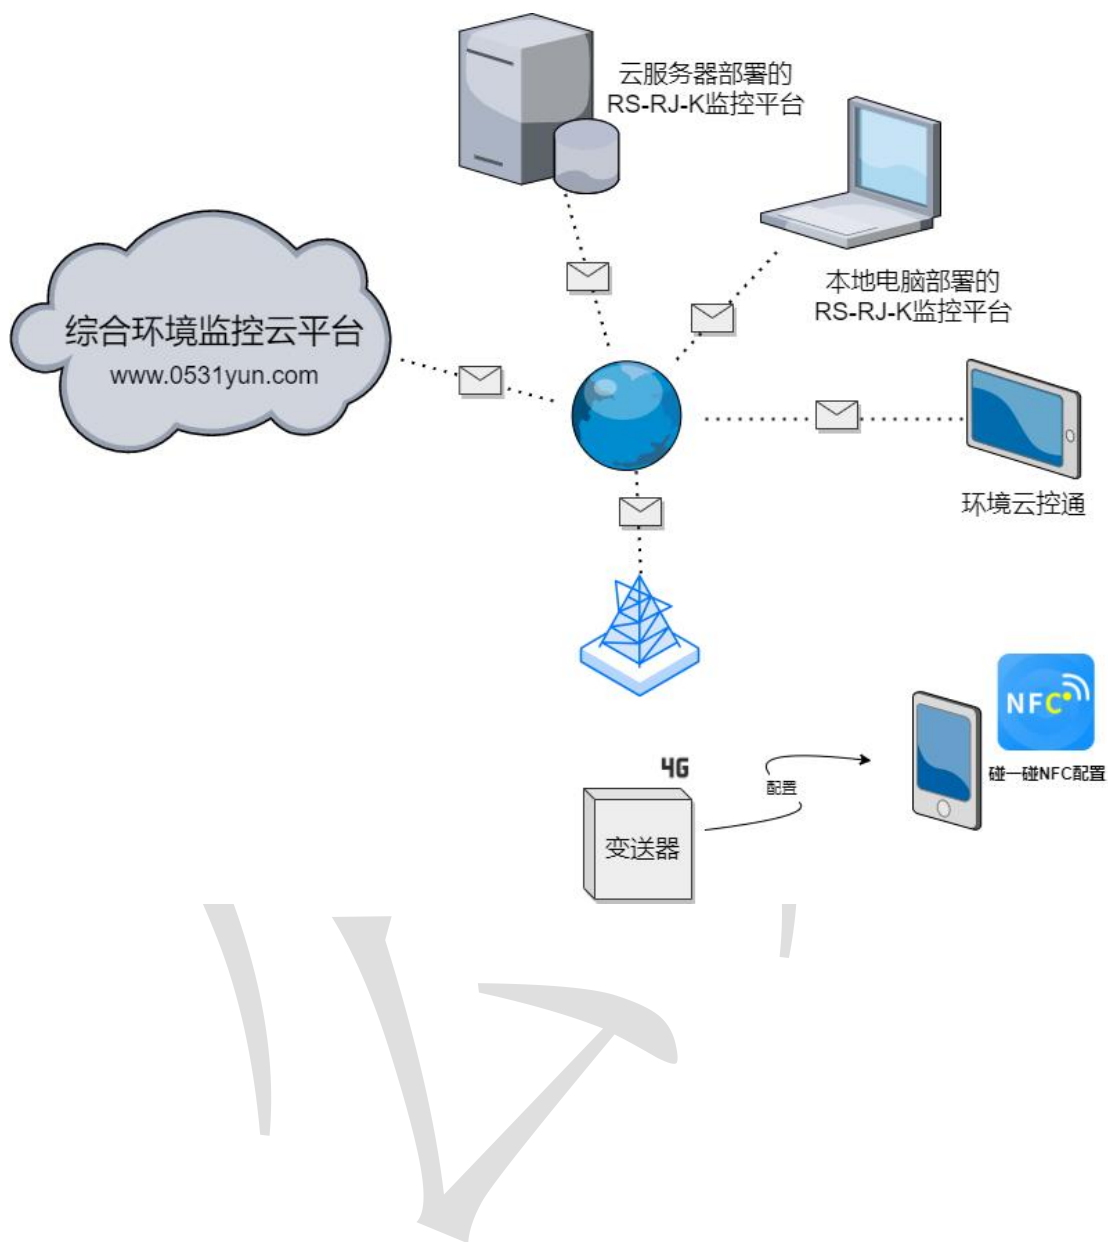 云服务器部署的
RS-RJ-K监控平台
本地电脑部署的
RS-RJ-K监控平台
综合环境监控云平台
www.0531yun.com
环境云控通
NFC
碰一碰NFC配置
4G
配置
变送器